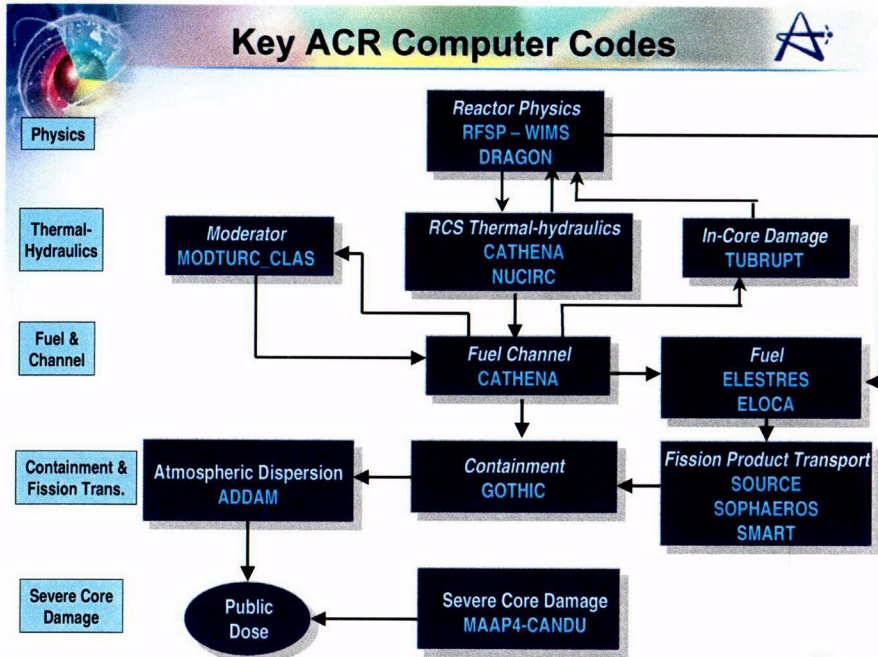 Key ACR Computer Codes
Physics
Reactor Physics
RFSP – WIMS
DRAGON
Thermal-
Hydraulics
Moderator
MODTURC_CLAS
RCS Thermal-hydraulics
CATHENA
NUCIRC
In-Core Damage
TUBRUPT
Fuel &
Channel
Fuel Channel
CATHENA
Fuel
ELESTRES
ELOCA
Containment &
Fission Trans.
Atmospheric Dispersion
ADDAM
Containment
GOTHIC
Fission Product Transport
SOURCE
SOPHAEROS
SMART
Severe Core
Damage
Public
Dose
Severe Core Damage
MAAP4-CANDU